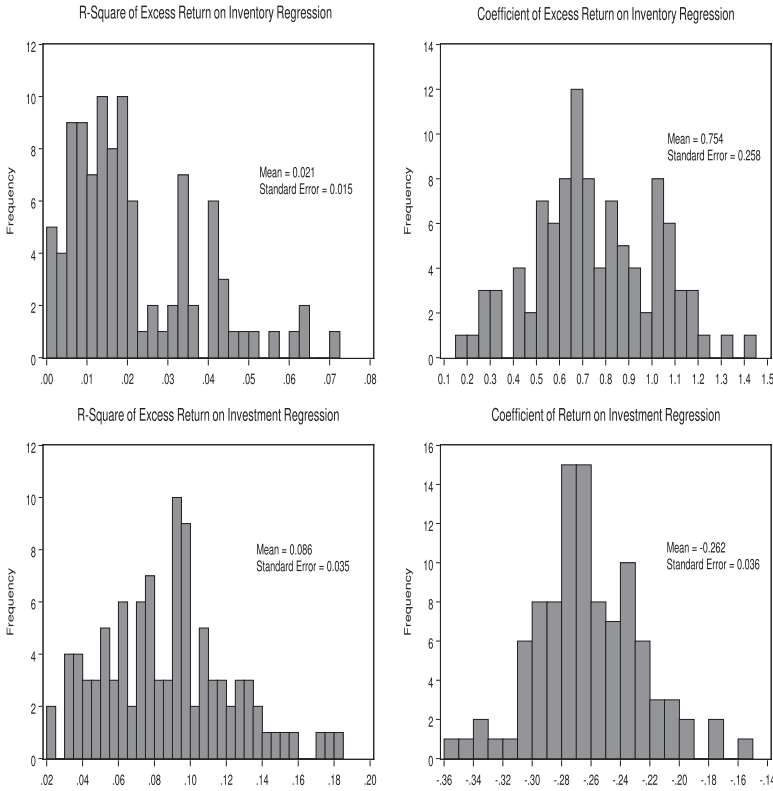 R-Square of Excess Return on Inventory Regression
12
10
8
6
4
2
0
Frequency
Mean = 0.021
Standard Error = 0.015
.00 .01 .02 .03 .04 .05 .06 .07 .08
Coefficient of Excess Return on Inventory Regression
14
12
10
8
6
4
2
0
Frequency
Mean = 0.754
Standard Error = 0.258
0.1 0.2 0.3 0.4 0.5 0.6 0.7 0.8 0.9 1.0 1.1 1.2 1.3 1.4 1.5
R-Square of Excess Return on Investment Regression
12
10
8
6
4
2
0
Frequency
Mean = 0.086
Standard Error = 0.035
.02 .04 .06 .08 .10 .12 .14 .16 .18 .20
Coefficient of Return on Investment Regression
16
14
12
10
8
6
4
2
0
Frequency
Mean = -0.262
Standard Error = 0.036
-.36 -.34 -.32 -.30 -.28 -.26 -.24 -.22 -.20 -.18 -.16 -.14